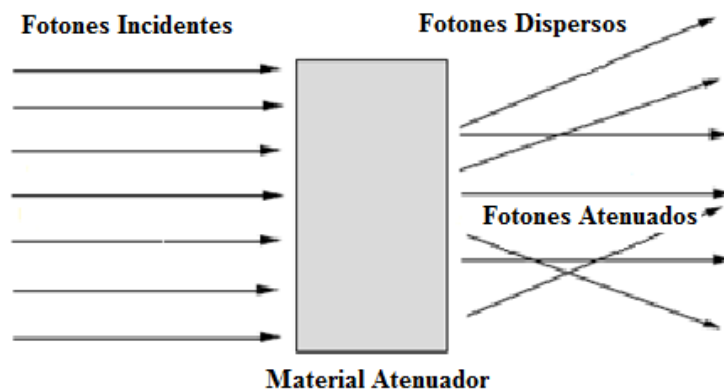 Fotones Incidentes
Fotones Dispersos
Fotones Atenuados
Material Atenuador